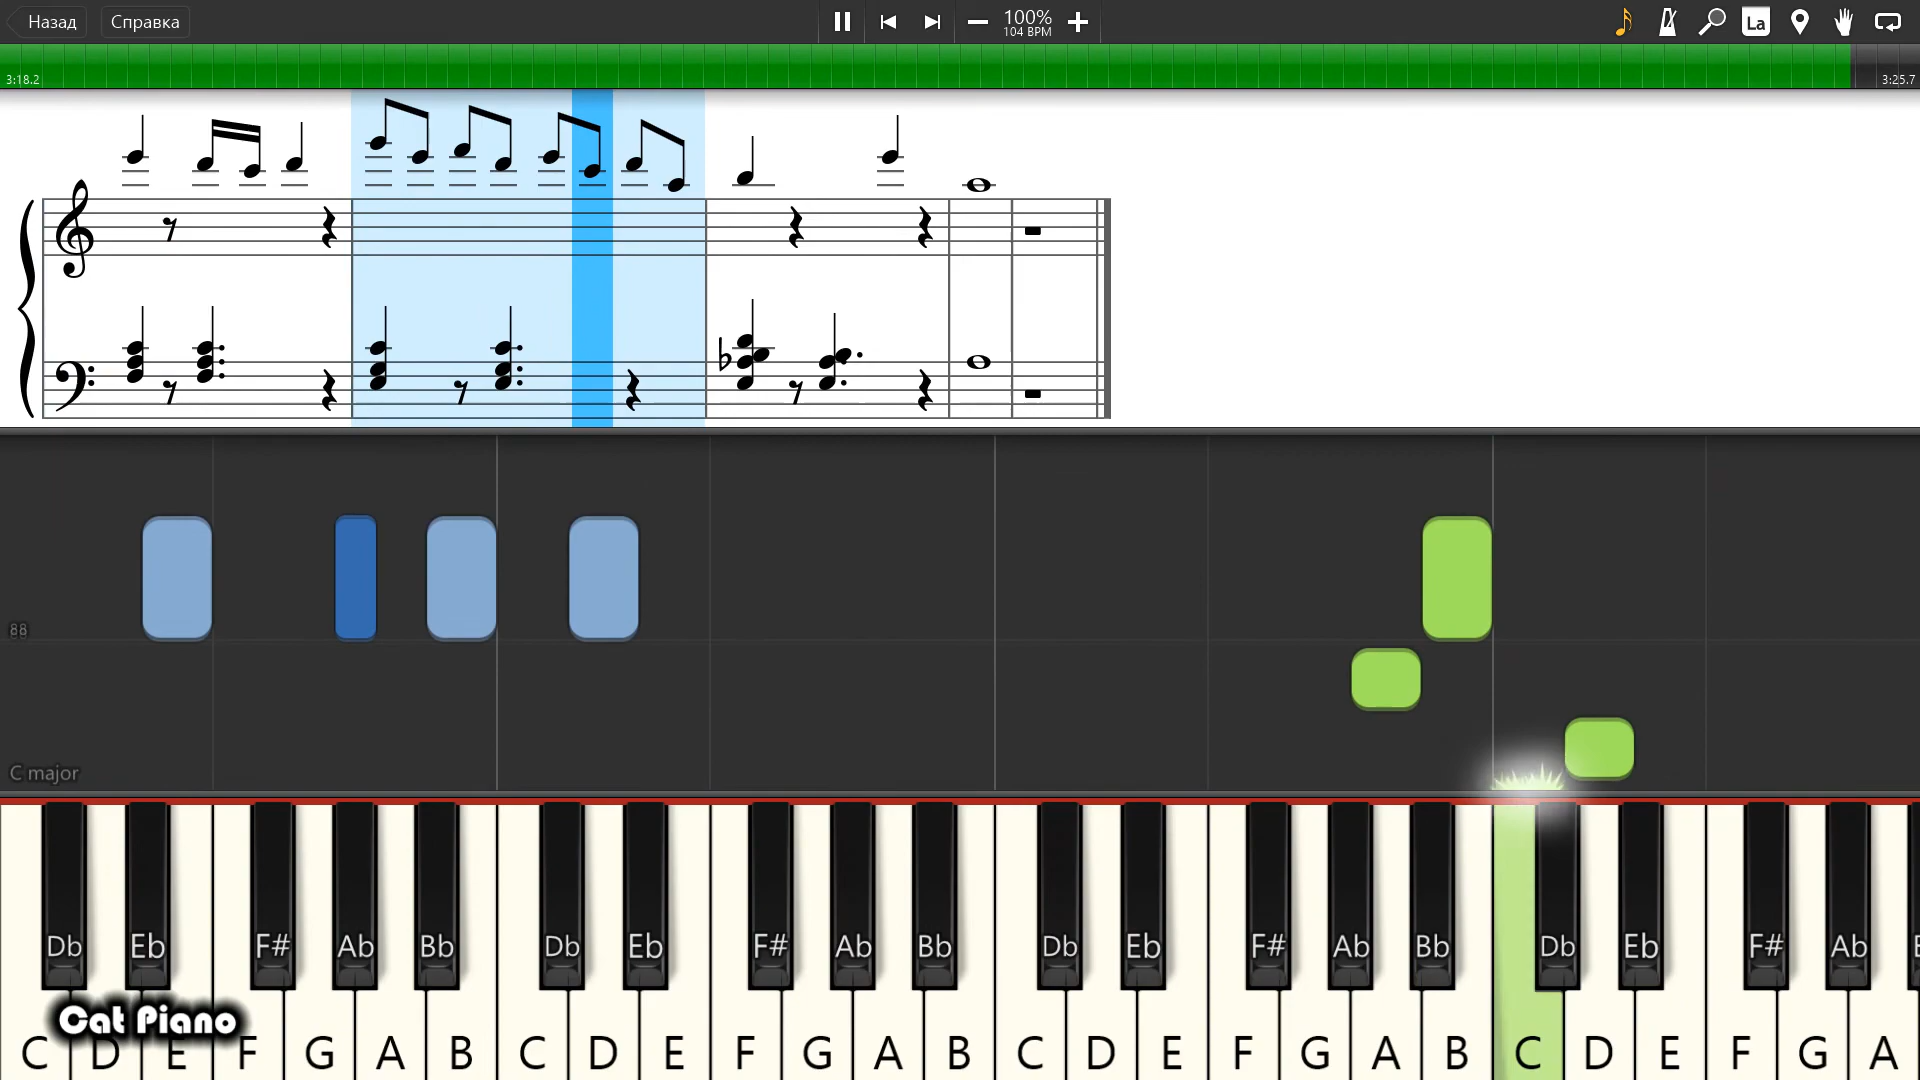 Назад Справка 100% La
104 BPM
3:18.2 3:25.7
88
C major
Db Eb F# Ab Bb Db Eb F# Ab Bb Db Eb F# Ab Bb Db Eb F# Ab
Cat Piano
C D E F G A B C D E F G A B C D E F G A B C D E F G A